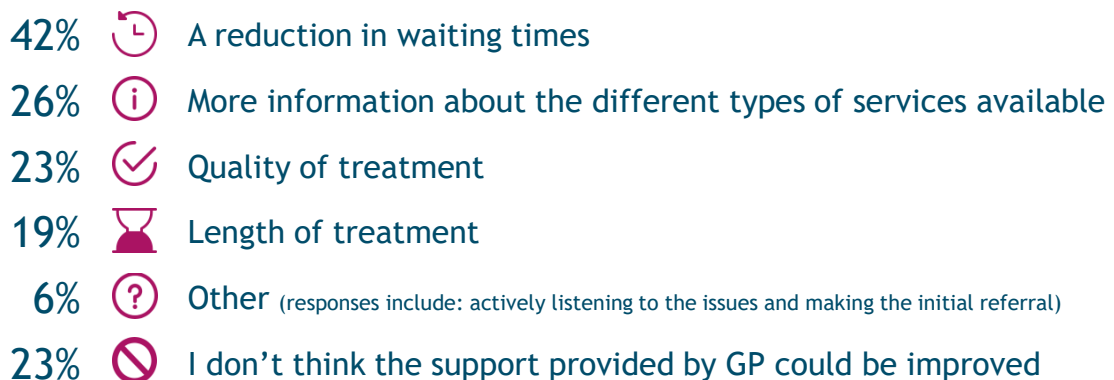 42% A reduction in waiting times
26% More information about the different types of services available
23% Quality of treatment
19% Length of treatment
6% Other (responses include: actively listening to the issues and making the initial referral)
23% I don’t think the support provided by GP could be improved